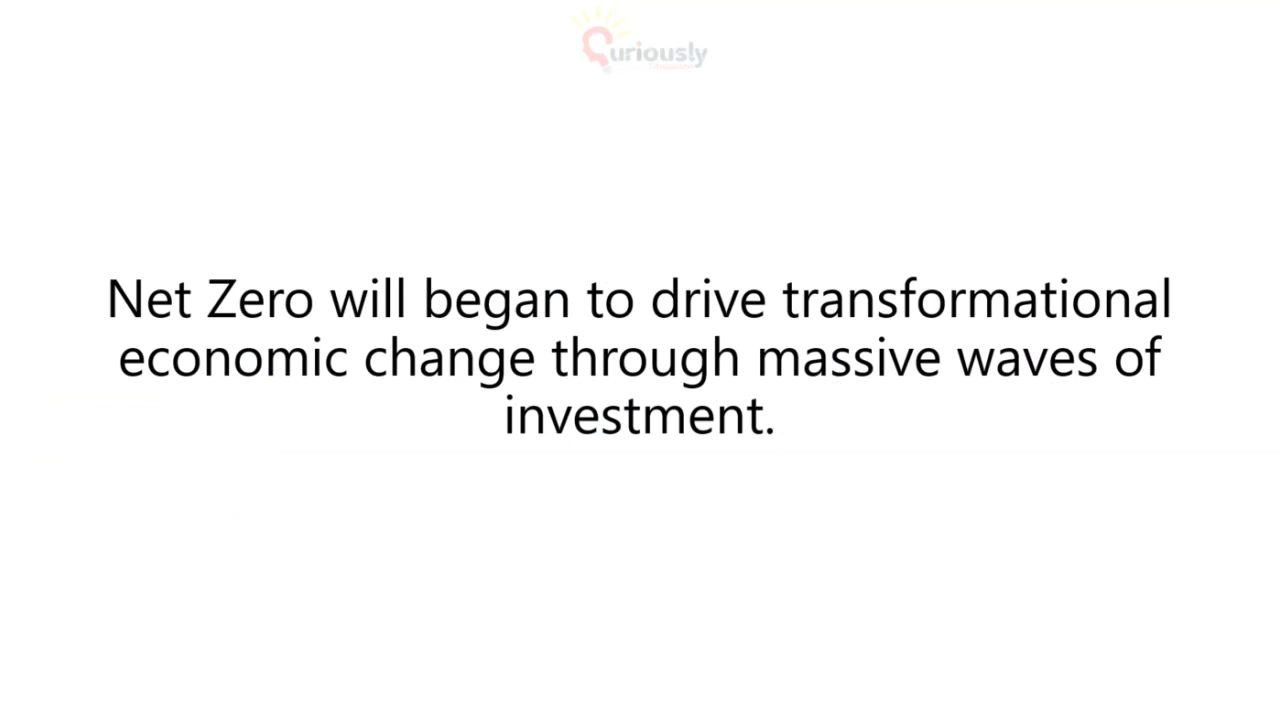 Curiously
Net Zero will began to drive transformational
economic change through massive waves of
investment.